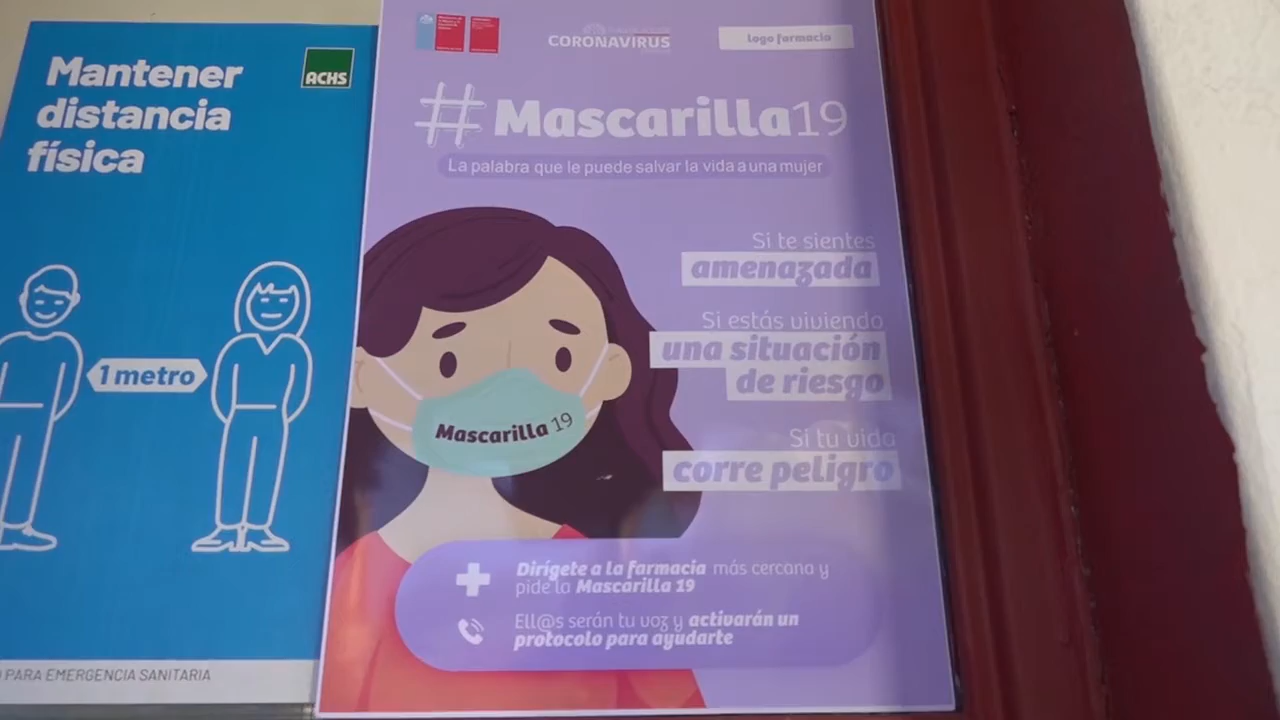 Mantener
distancia
física
ACHS
1 metro
PARA EMERGENCIA SANITARIA
CORONAVIRUS
logo farmacia
#Mascarilla19
La palabra que le puede salvar la vida a una mujer
Si te sientes
amenazada
Si estás viviendo
una situación
de riesgo
Si tu vida
corre peligro
Mascarilla 19
Dirígete a la farmacia más cercana y
pide la Mascarilla 19
Ell@s serán tu voz y activarán un
protocolo para ayudarte